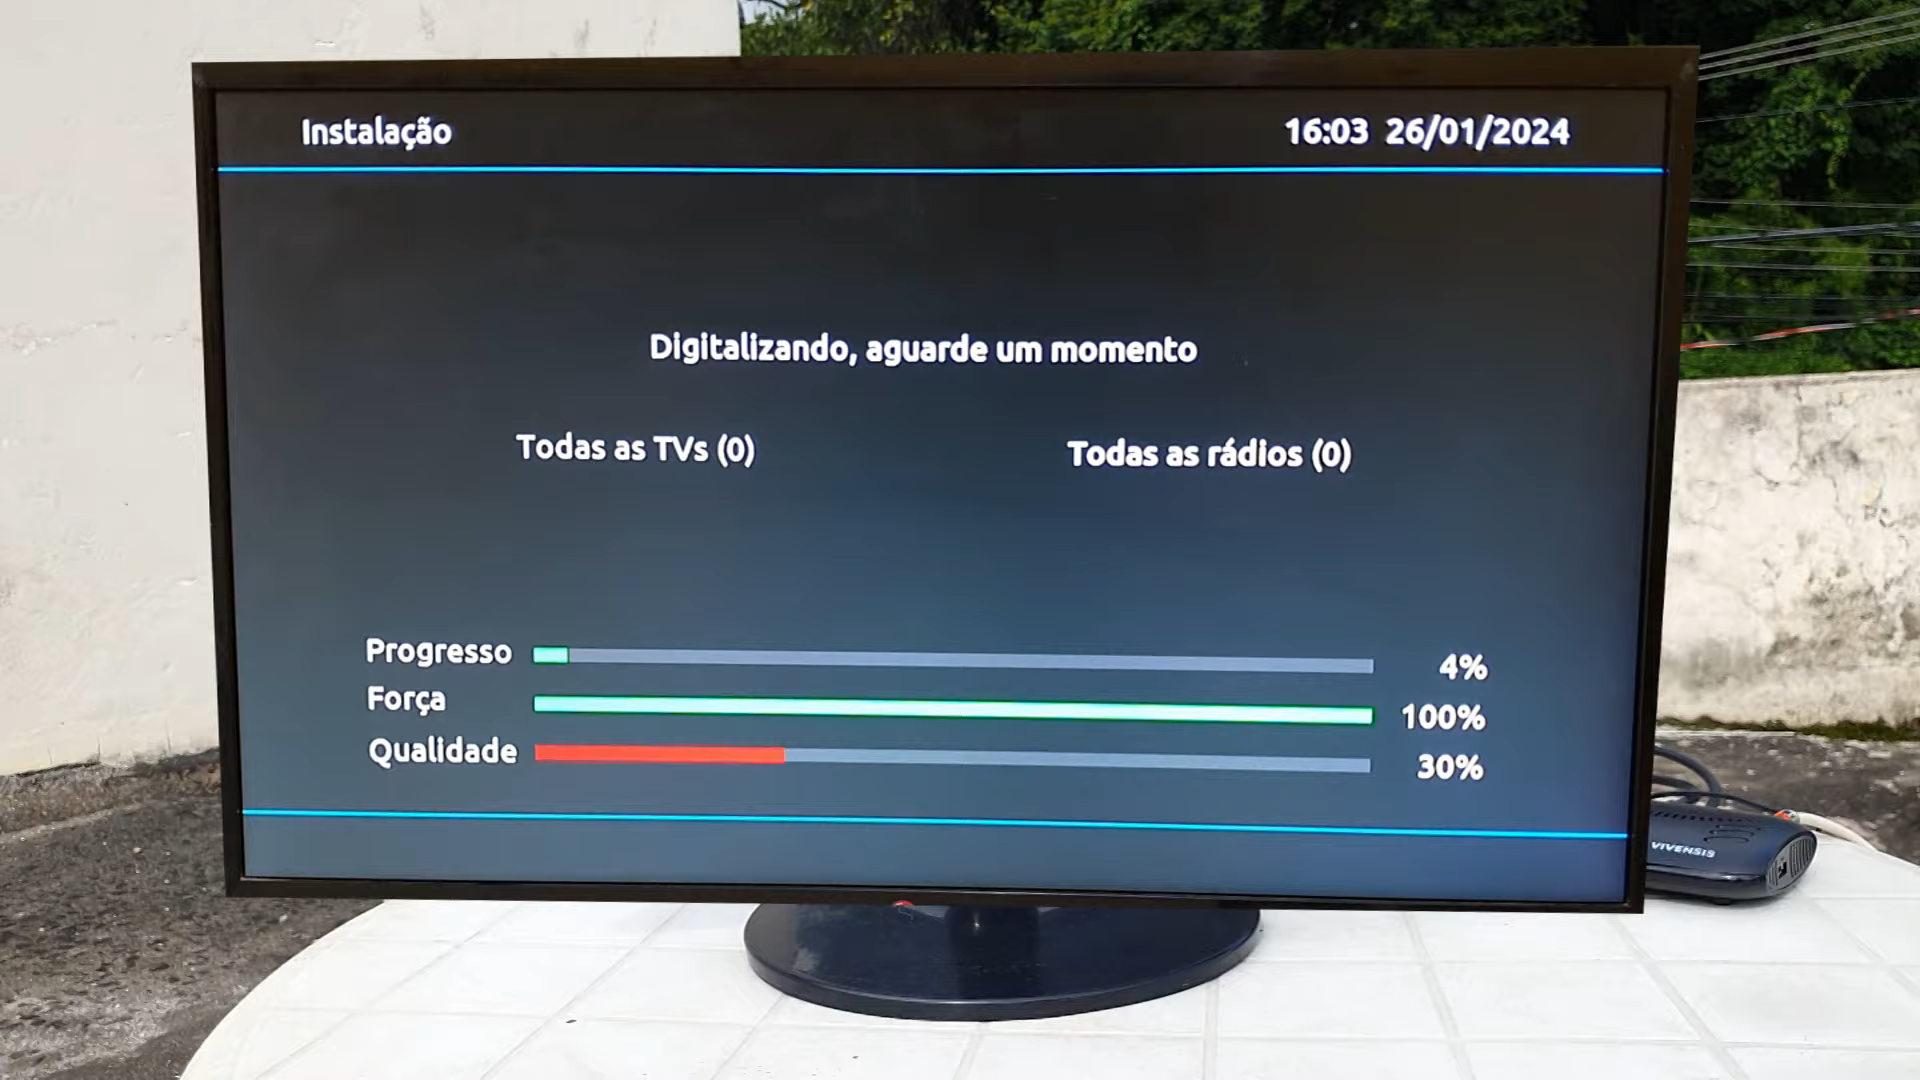 Instalação
16:03 26/01/2024
Digitalizando, aguarde um momento
Todas as TVs (0)
Todas as rádios (0)
Progresso 4%
Força 100%
Qualidade 30%
VIVENSIS